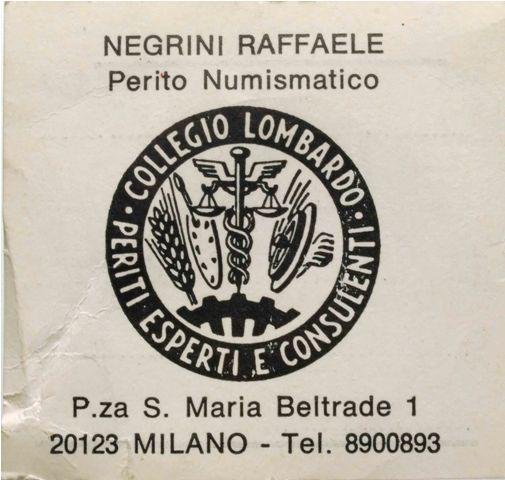 NEGRINI RAFFAELE
Perito Numismatico
COLLEGIO LOMBARDO
PERITI ESPERTI E CONSULENTI
P.za S. Maria Beltrade 1
20123 MILANO - Tel. 8900893